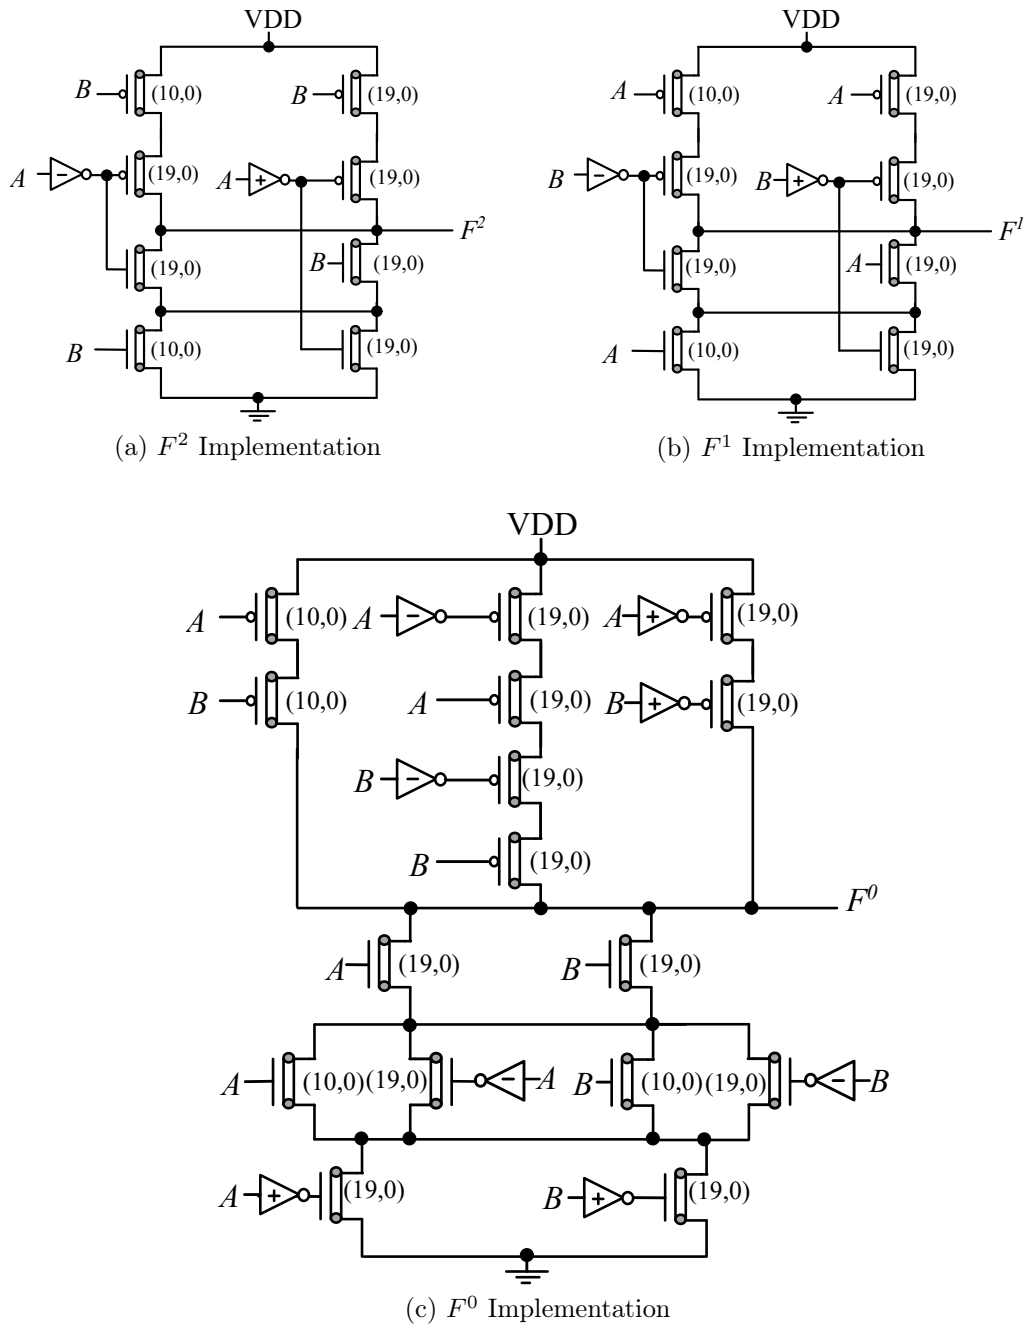 VDD
VDD
B (10,0) B (19,0)
A (10,0) A (19,0)
A - (19,0) A + (19,0)
B - (19,0) B + (19,0)
F²
F¹
(19,0) B (19,0)
(19,0) A (19,0)
B (10,0) (19,0)
A (10,0) (19,0)
(a) F² Implementation
(b) F¹ Implementation
VDD
A (10,0) A - (19,0) A + (19,0)
B (10,0) A (19,0) B + (19,0)
B - (19,0)
B (19,0)
F⁰
A (19,0) B (19,0)
A (10,0) (19,0) - A B (10,0) (19,0) - B
A + (19,0) B + (19,0)
(c) F⁰ Implementation